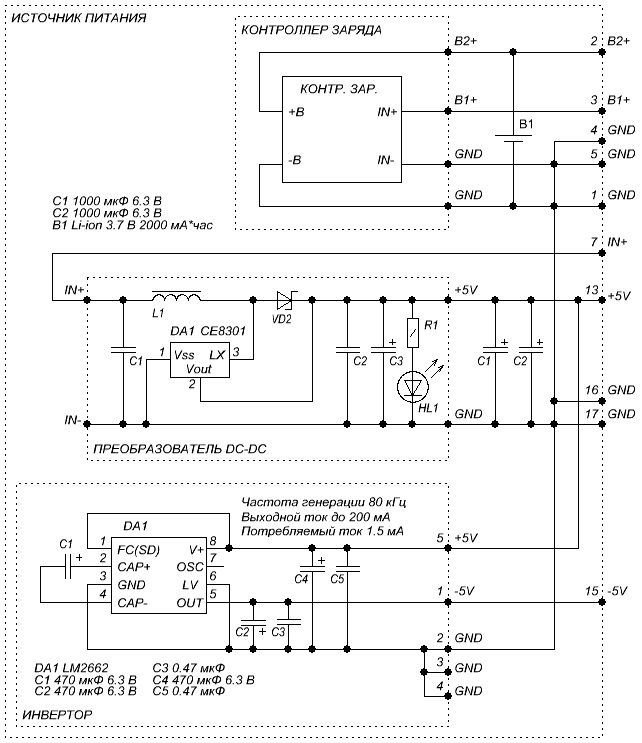 ИСТОЧНИК ПИТАНИЯ
КОНТРОЛЛЕР ЗАРЯДА
B2+ 2 B2+
КОНТР. ЗАР.
+B IN+ B1+ 3 B1+
B1 4 GND
-B IN- GND 5 GND
GND 1 GND
C1 1000 мкФ 6.3 В
C2 1000 мкФ 6.3 В
B1 Li-ion 3.7 В 2000 мА*час
7 IN+
IN+ +5V 13 +5V
L1 VD2
DA1 CE8301 R1
C1 1 Vss LX 3 C2 + C3 C1 + C2 +
Vout
2
HL1
16 GND
IN- GND 17 GND
ПРЕОБРАЗОВАТЕЛЬ DC-DC
Частота генерации 80 кГц
Выходной ток до 200 мА
Потребляемый ток 1.5 мА
DA1
C1 + 1 FC(SD) V+ 8 5 +5V
2 CAP+ OSC 7
3 GND LV 6 C4 + C5
4 CAP- OUT 5 1 -5V 15 -5V
C2 + C3
2 GND
3 GND
4 GND
DA1 LM2662 C3 0.47 мкФ
C1 470 мкФ 6.3 В C4 470 мкФ 6.3 В
C2 470 мкФ 6.3 В C5 0.47 мкФ
ИНВЕРТОР